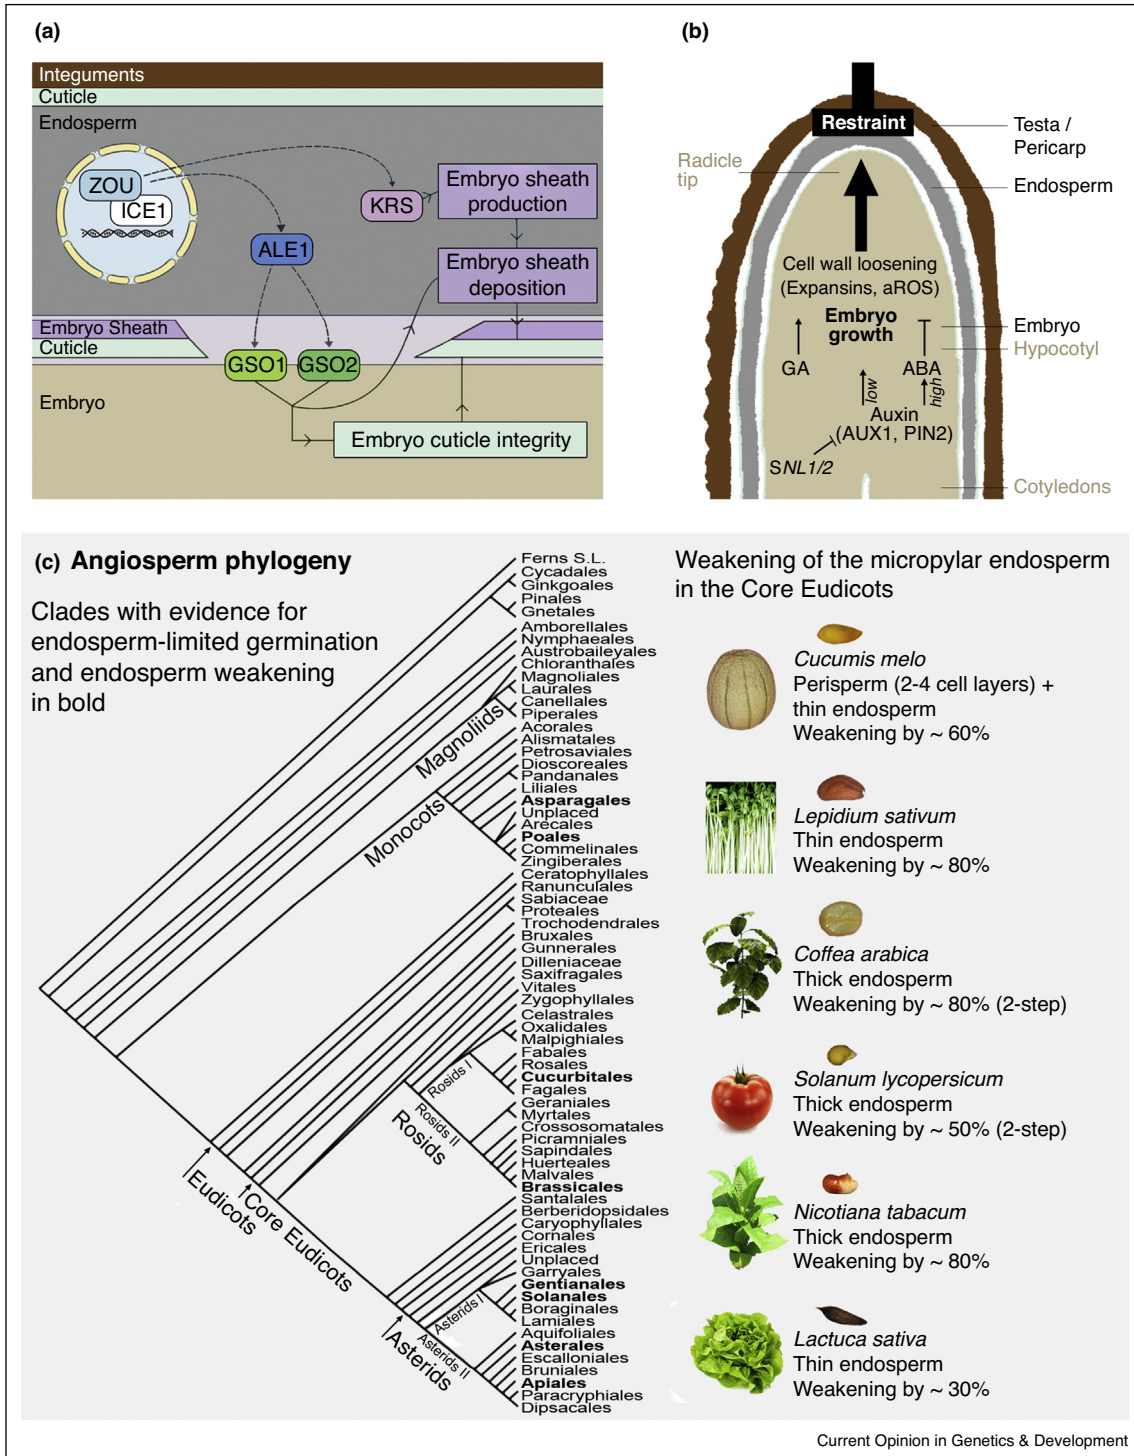 (a)
Integuments
Cuticle
Endosperm
ZOU
ICE1
KRS
Embryo sheath
production
ALE1
Embryo sheath
deposition
Embryo Sheath
Cuticle
GSO1
GSO2
Embryo
Embryo cuticle integrity
(b)
Restraint
Testa /
Pericarp
Radicle
tip
Endosperm
Cell wall loosening
(Expansins, aROS)
Embryo
growth
Embryo
Hypocotyl
GA
ABA
low
high
Auxin
(AUX1, PIN2)
SNL1/2
Cotyledons
(c) Angiosperm phylogeny
Clades with evidence for
endosperm-limited germination
and endosperm weakening
in bold
Ferns S.L.
Cycadales
Ginkgoales
Pinales
Gnetales
Amborellales
Nymphaeales
Austrobaileyales
Chloranthales
Magnoliales
Laurales
Canellales
Piperales
Acorales
Alismatales
Petrosaviales
Dioscoreales
Pandanales
Liliales
Asparagales
Unplaced
Arecales
Poales
Commelinales
Zingiberales
Ceratophyllales
Ranunculales
Sabiaceae
Proteales
Trochodendrales
Bruxales
Gunnerales
Dilleniaceae
Saxifragales
Vitales
Zygophyllales
Celastrales
Oxalidales
Malpighiales
Fabales
Rosales
Cucurbitales
Fagales
Geraniales
Myrtales
Crossosomatales
Picramniales
Sapindales
Huerteales
Malvales
Brassicales
Santalales
Berberidopsidales
Caryophyllales
Cornales
Ericales
Unplaced
Garryales
Gentianales
Solanales
Boraginales
Lamiales
Aquifoliales
Asterales
Escalloniales
Bruniales
Apiales
Paracryphiales
Dipsacales
Magnoliids
Monocots
Rosids I
Rosids II
Rosids
Eudicots
Core Eudicots
Asterids I
Asterids II
Asterids
Weakening of the micropylar endosperm
in the Core Eudicots
Cucumis melo
Perisperm (2-4 cell layers) +
thin endosperm
Weakening by ~ 60%
Lepidium sativum
Thin endosperm
Weakening by ~ 80%
Coffea arabica
Thick endosperm
Weakening by ~ 80% (2-step)
Solanum lycopersicum
Thick endosperm
Weakening by ~ 50% (2-step)
Nicotiana tabacum
Thick endosperm
Weakening by ~ 80%
Lactuca sativa
Thin endosperm
Weakening by ~ 30%
Current Opinion in Genetics & Development